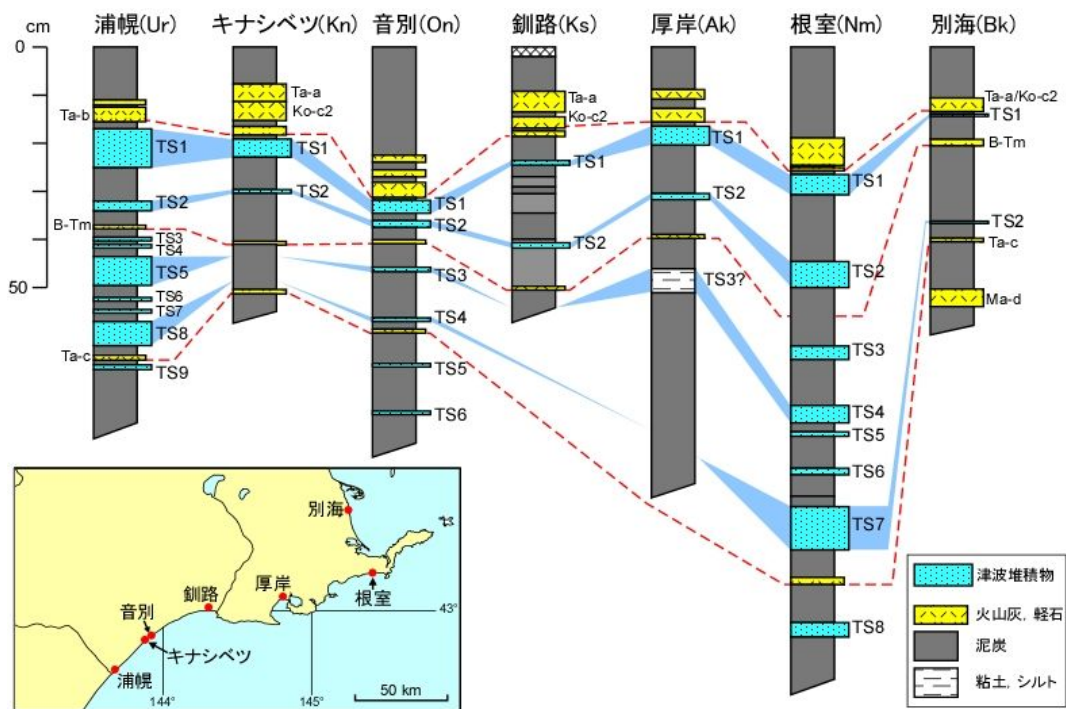 浦幌(Ur)
キナシベツ(Kn)
音別(On)
釧路(Ks)
厚岸(Ak)
根室(Nm)
別海(Bk)
cm
0
50
Ta-b
TS1
TS2
B-Tm
TS3
TS4
TS5
TS6
TS7
TS8
Ta-c
TS9
Ta-a
Ko-c2
TS1
TS2
TS1
TS2
TS3
TS4
TS5
TS6
Ta-a
Ko-c2
TS1
TS2
TS1
TS2
TS3?
TS1
TS2
TS3
TS4
TS5
TS6
TS7
TS8
Ta-a/Ko-c2
TS1
B-Tm
TS2
Ta-c
Ma-d
別海
釧路
厚岸
根室
43°
音別
キナシベツ
浦幌
144°
145°
50 km
津波堆積物
火山灰, 軽石
泥炭
粘土, シルト